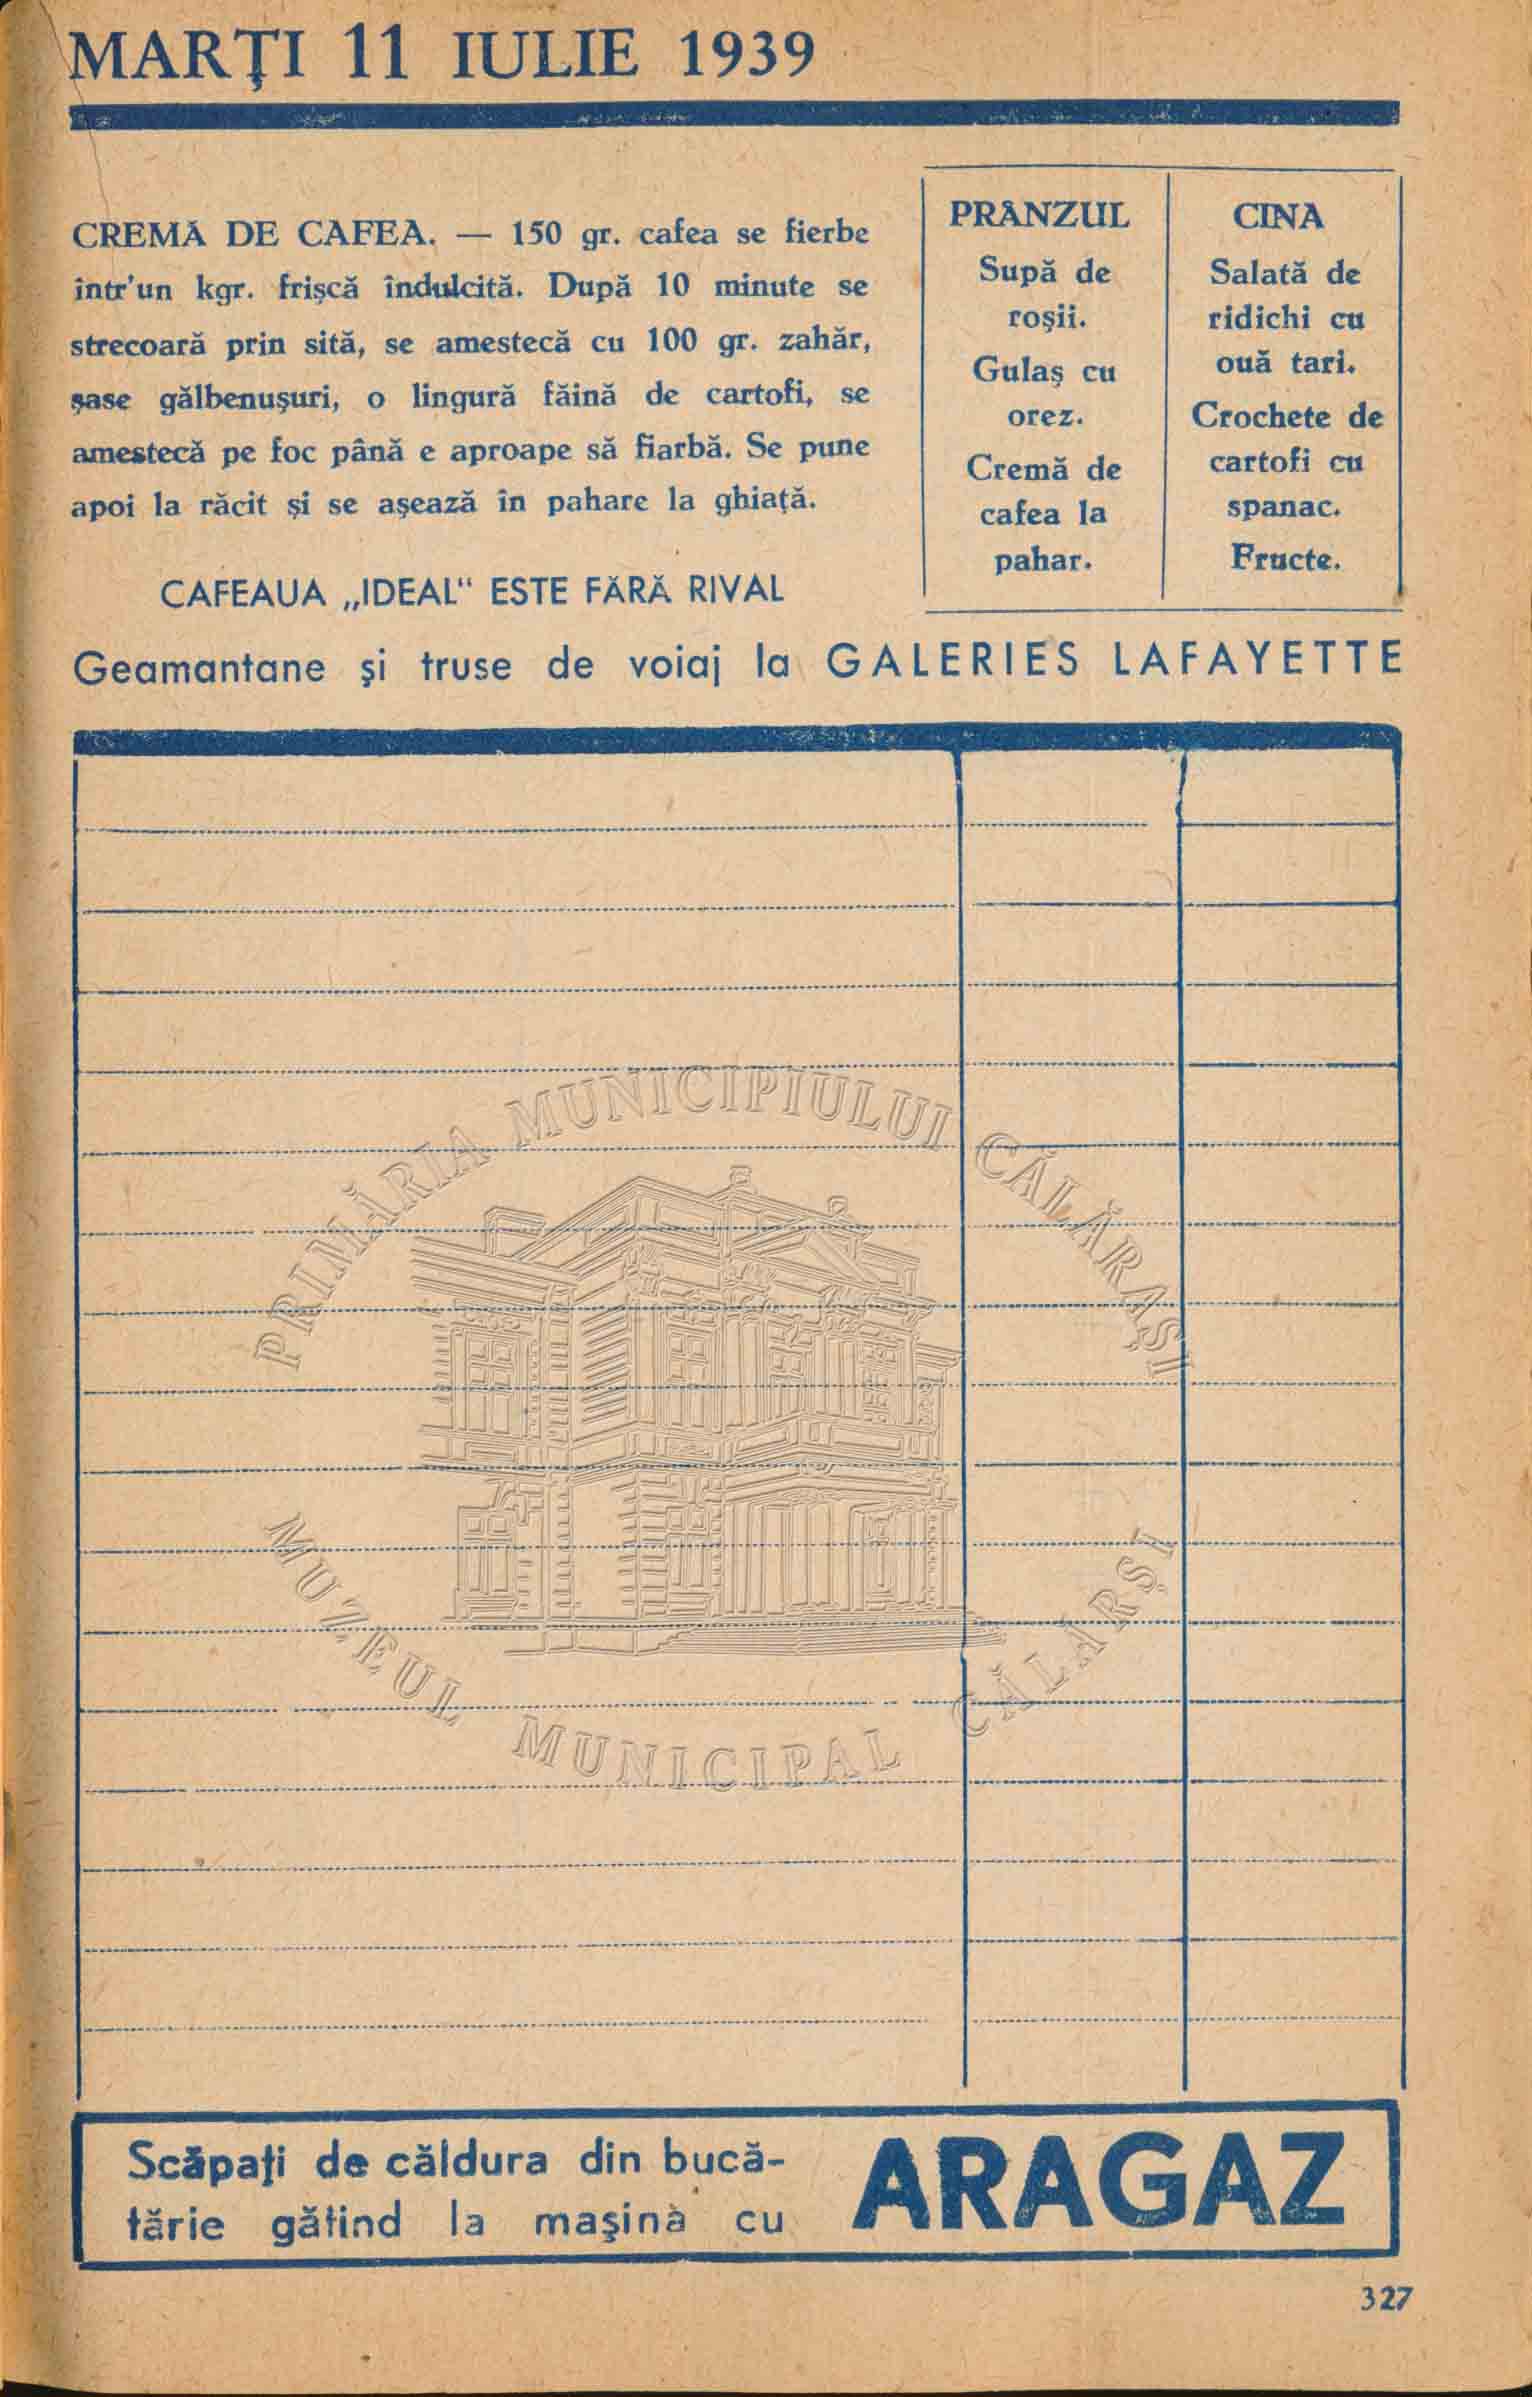 MARŢI 11 IULIE 1939
CREMĂ DE CAFEA. — 150 gr. cafea se fierbe
într'un kgr. frişcă îndulcită. După 10 minute se
strecoară prin sită, se amestecă cu 100 gr. zahăr,
şase gălbenuşuri, o lingură făină de cartofi, se
amestecă pe foc până e aproape să fiarbă. Se pune
apoi la răcit şi se aşează în pahare la ghiaţă.
CAFEAUA „IDEAL" ESTE FĂRĂ RIVAL
PRÂNZUL
Supă de
roşii.
Gulaş cu
orez.
Cremă de
cafea la
pahar.
CINA
Salată de
ridichi cu
ouă tari.
Crochete de
cartofi cu
spanac.
Fructe.
Geamantane şi truse de voiaj la GALERIES LAFAYETTE
PRIMĂRIA MUNICIPIULUI CĂLĂRAŞI
MUZEUL MUNICIPAL CĂLĂRŞI
Scăpaţi de căldura din bucă-
tărie gătind la maşină cu
ARAGAZ
327